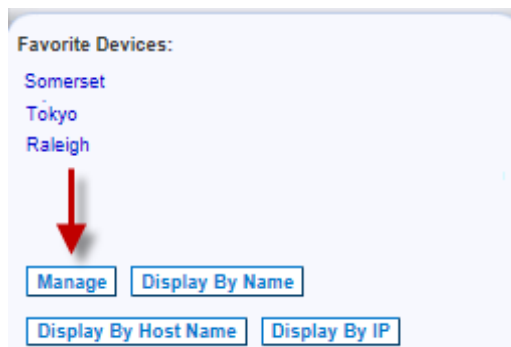 Favorite Devices:
Somerset
Tokyo
Raleigh
Manage Display By Name
Display By Host Name Display By IP